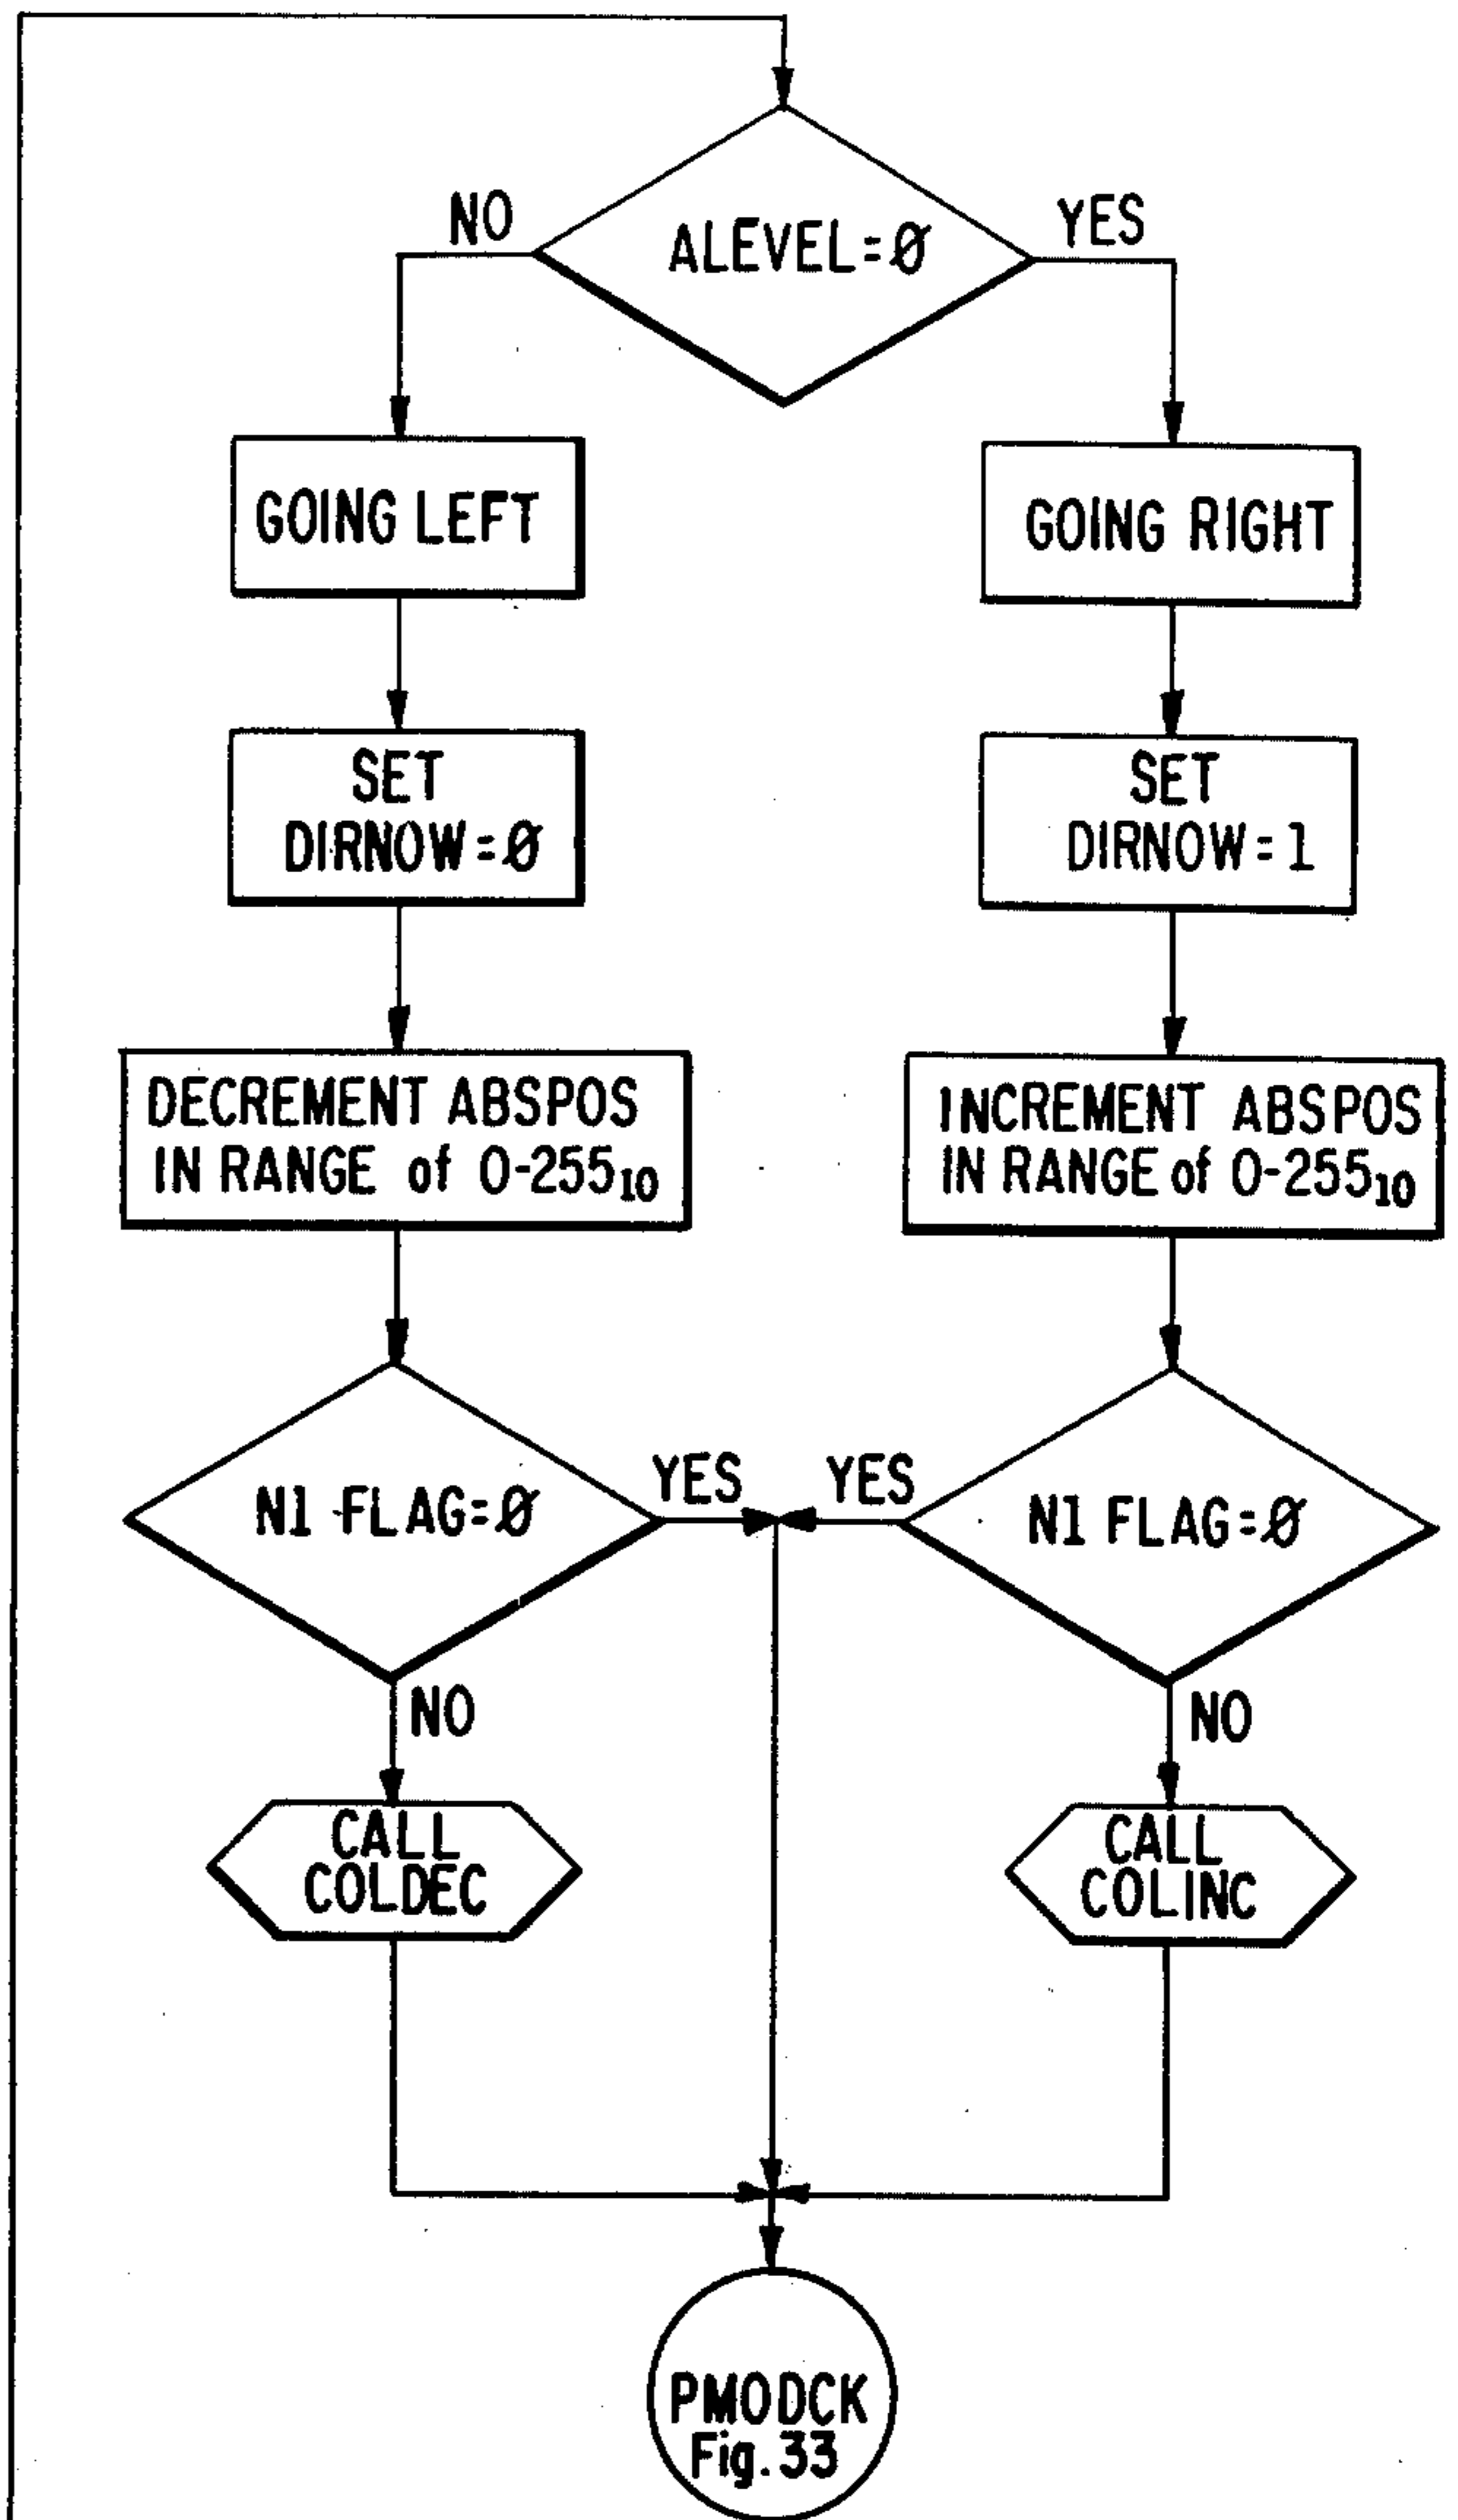 NO
ALEVEL=Ø
YES
GOING LEFT
GOING RIGHT
SET
DIRNOW=Ø
SET
DIRNOW=1
DECREMENT ABSPOS
IN RANGE of 0-255₁₀
INCREMENT ABSPOS
IN RANGE of 0-255₁₀
N1 FLAG=Ø
YES
YES
N1 FLAG=Ø
NO
NO
CALL
COLDEC
CALL
COLINC
PMODCK
Fig. 33